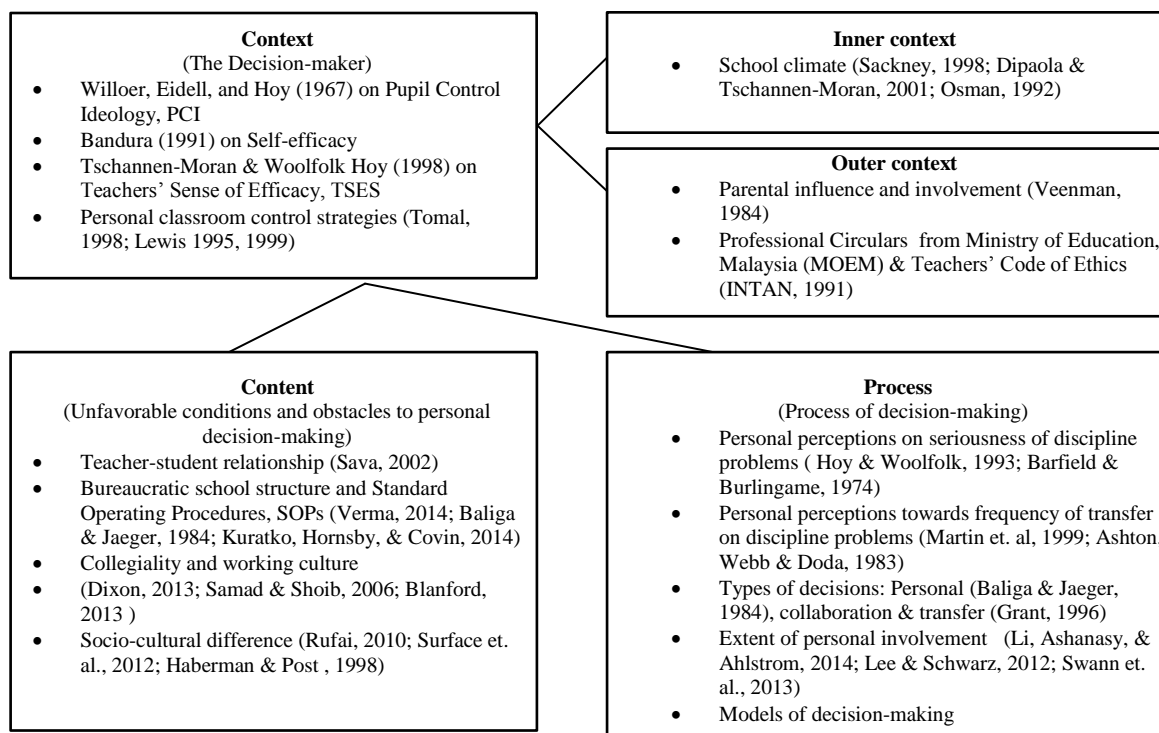 Context
(The Decision-maker)
• Willoer, Eidell, and Hoy (1967) on Pupil Control
Ideology, PCI
• Bandura (1991) on Self-efficacy
• Tschannen-Moran & Woolfolk Hoy (1998) on
Teachers’ Sense of Efficacy, TSES
• Personal classroom control strategies (Tomal,
1998; Lewis 1995, 1999)
Inner context
• School climate (Sackney, 1998; Dipaola &
Tschannen-Moran, 2001; Osman, 1992)
Outer context
• Parental influence and involvement (Veenman,
1984)
• Professional Circulars from Ministry of Education,
Malaysia (MOEM) & Teachers’ Code of Ethics
(INTAN, 1991)
Content
(Unfavorable conditions and obstacles to personal
decision-making)
• Teacher-student relationship (Sava, 2002)
• Bureaucratic school structure and Standard
Operating Procedures, SOPs (Verma, 2014; Baliga
& Jaeger, 1984; Kuratko, Hornsby, & Covin, 2014)
• Collegiality and working culture
• (Dixon, 2013; Samad & Shoib, 2006; Blanford,
2013 )
• Socio-cultural difference (Rufai, 2010; Surface et.
al., 2012; Haberman & Post , 1998)
Process
(Process of decision-making)
• Personal perceptions on seriousness of discipline
problems ( Hoy & Woolfolk, 1993; Barfield &
Burlingame, 1974)
• Personal perceptions towards frequency of transfer
on discipline problems (Martin et. al, 1999; Ashton,
Webb & Doda, 1983)
• Types of decisions: Personal (Baliga & Jaeger,
1984), collaboration & transfer (Grant, 1996)
• Extent of personal involvement (Li, Ashanasy, &
Ahlstrom, 2014; Lee & Schwarz, 2012; Swann et.
al., 2013)
• Models of decision-making